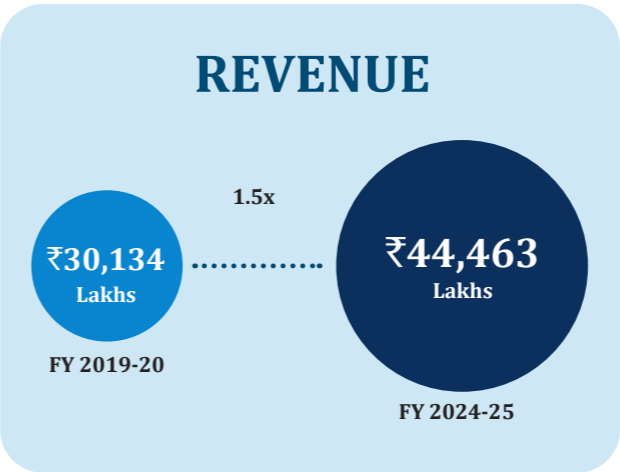 REVENUE
1.5x
₹30,134
Lakhs
FY 2019-20
₹44,463
Lakhs
FY 2024-25